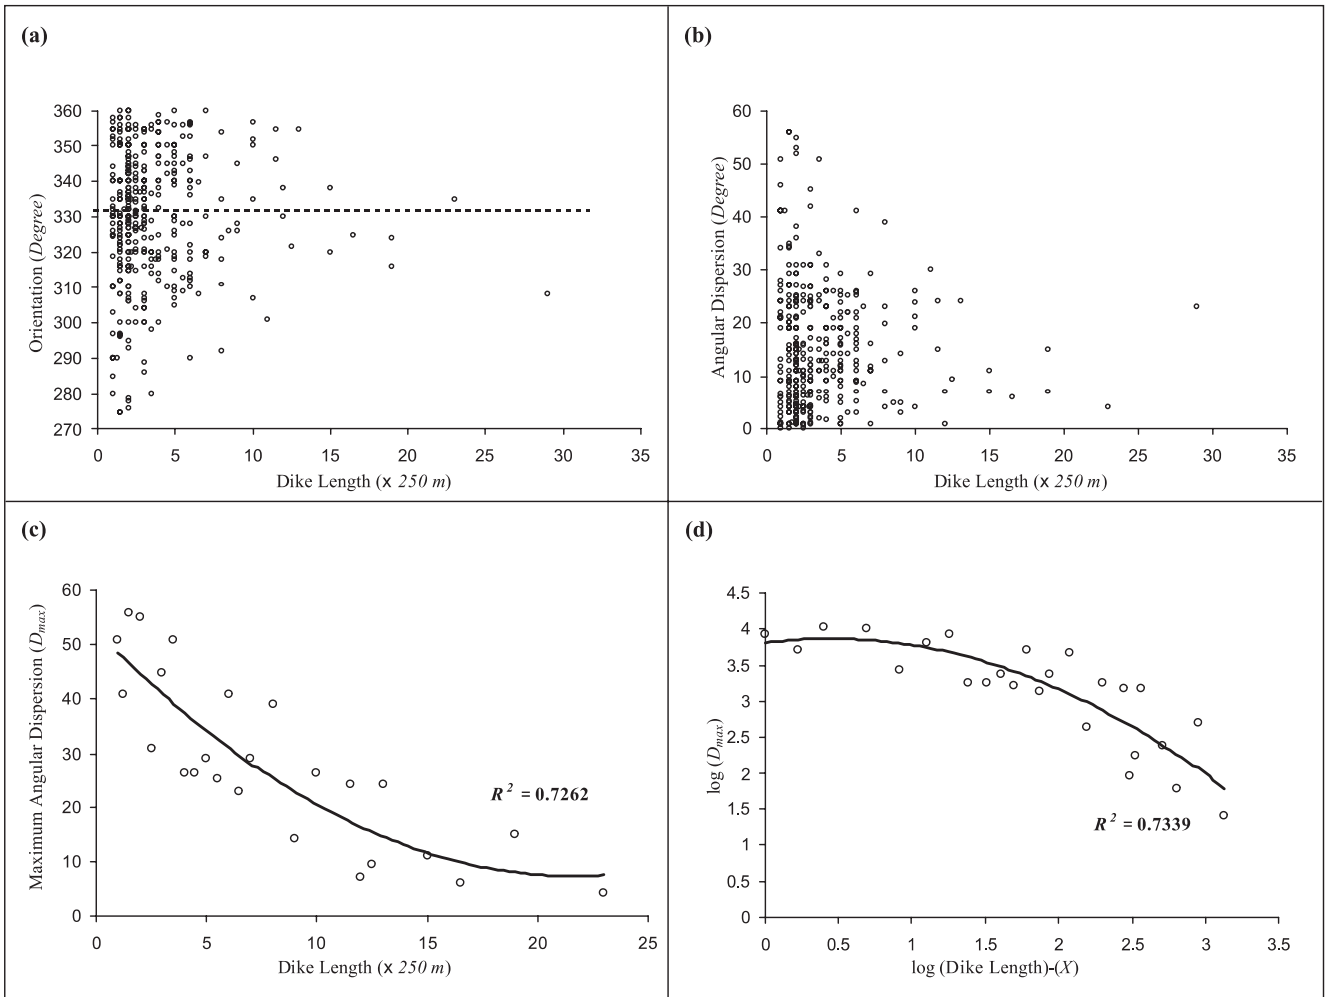 (a)
360
350
340
330
320
310
300
290
280
270
Orientation (Degree)
0 5 10 15 20 25 30 35
Dike Length (x 250 m)
(b)
60
50
40
30
20
10
0
Angular Dispersion (Degree)
0 5 10 15 20 25 30 35
Dike Length (x 250 m)
(c)
60
50
40
30
20
10
0
Maximum Angular Dispersion (Dmax)
R² = 0.7262
0 5 10 15 20 25
Dike Length (x 250 m)
(d)
4.5
4
3.5
3
2.5
2
1.5
1
0.5
0
log (Dmax)
R² = 0.7339
0 0.5 1 1.5 2 2.5 3 3.5
log (Dike Length)-(X)